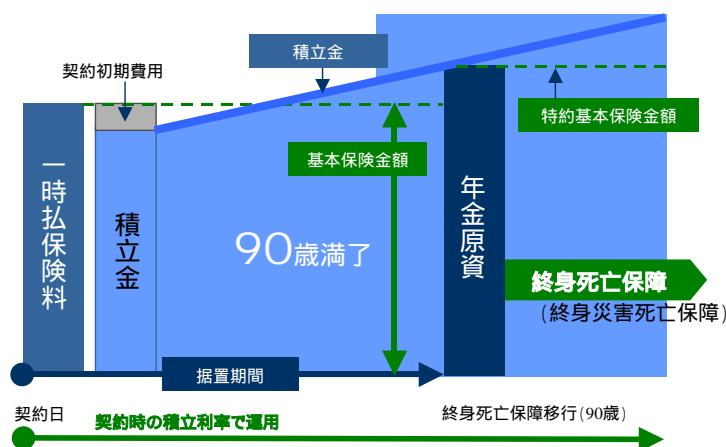 積立金
契約初期費用
特約基本保険金額
基本保険金額
一時払保険料
積立金
年金原資
90歳満了
終身死亡保障
(終身災害死亡保障)
据置期間
契約日
契約時の積立利率で運用
終身死亡保障移行(90歳)